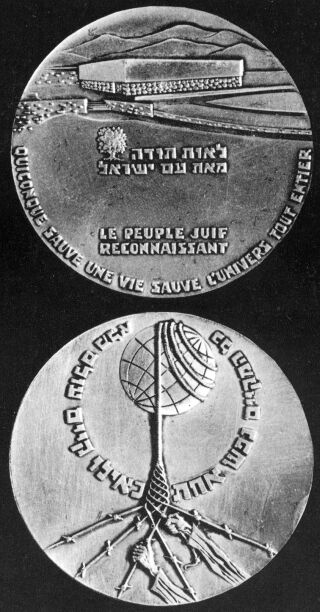 לאות תודה
מאת עם ישראל
LE PEUPLE JUIF
RECONNAISSANT
QUICONQUE SAUVE UNE VIE SAUVE L'UNIVERS TOUT ENTIER
כל המקיים נפש אחת
כאילו קיים עולם מלא